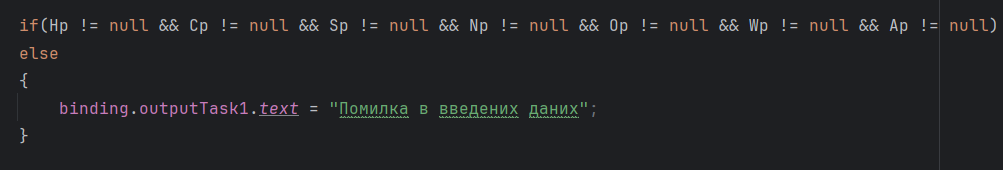 if(Hp != null && Cp != null && Sp != null && Np != null && Op != null && Wp != null && Ap != null)
else
{
binding.outputTask1.text = "Помилка в введених даних";
}